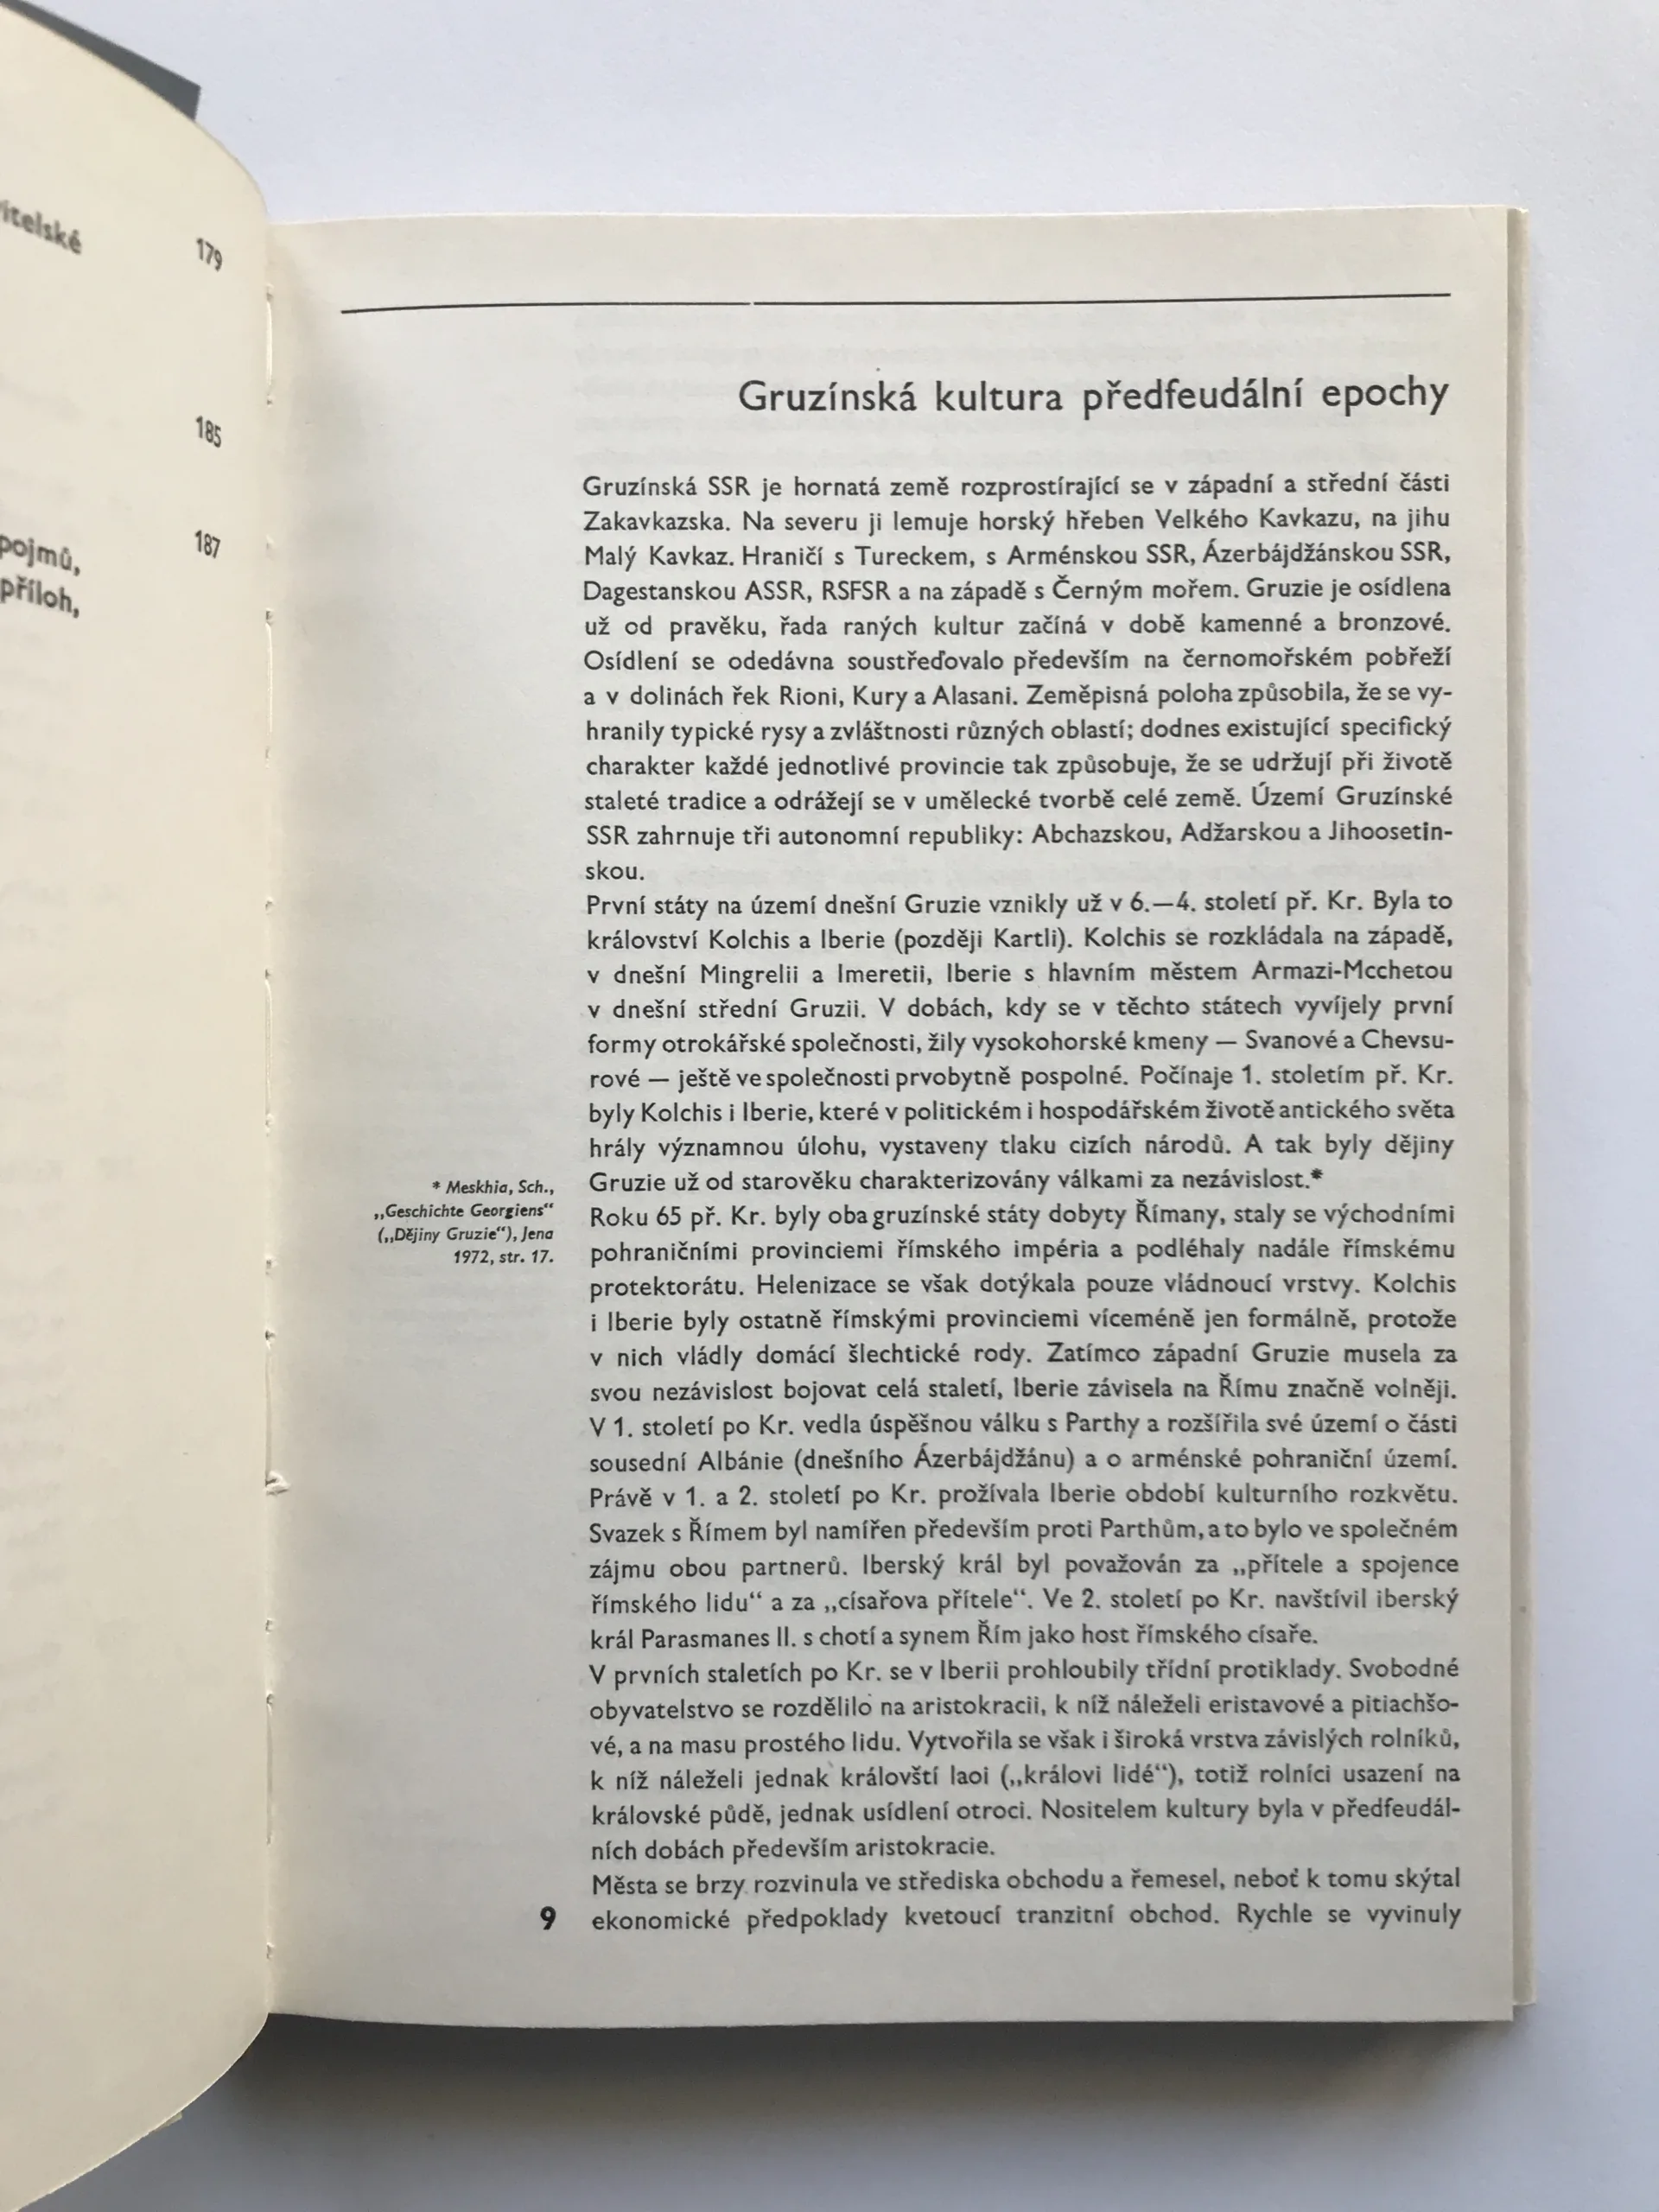 179
185
pojmů,
187
příloh,
Gruzínská kultura předfeudální epochy
Gruzínská SSR je hornatá země rozprostírající se v západní a střední části
Zakavkazska. Na severu ji lemuje horský hřeben Velkého Kavkazu, na jihu
Malý Kavkaz. Hraničí s Tureckem, s Arménskou SSR, Ázerbájdžánskou SSR,
Dagestanskou ASSR, RSFSR a na západě s Černým mořem. Gruzie je osídlena
už od pravěku, řada raných kultur začíná v době kamenné a bronzové.
Osídlení se odedávna soustřeďovalo především na černomořském pobřeží
a v dolinách řek Rioni, Kury a Alasani. Zeměpisná poloha způsobila, že se vy-
hranily typické rysy a zvláštnosti různých oblastí; dodnes existující specifický
charakter každé jednotlivé provincie tak způsobuje, že se udržují při životě
staleté tradice a odrážejí se v umělecké tvorbě celé země. Území Gruzínské
SSR zahrnuje tři autonomní republiky: Abchazskou, Adžarskou a Jihoosetin-
skou.
První státy na území dnešní Gruzie vznikly už v 6.—4. století př. Kr. Byla to
království Kolchis a Iberie (později Kartli). Kolchis se rozkládala na západě,
v dnešní Mingrelii a Imeretii, Iberie s hlavním městem Armazi-Mcchetou
v dnešní střední Gruzii. V dobách, kdy se v těchto státech vyvíjely první
formy otrokářské společnosti, žily vysokohorské kmeny — Svanové a Chevsu-
rové — ještě ve společnosti prvobytně pospolné. Počínaje 1. stoletím př. Kr.
byly Kolchis i Iberie, které v politickém i hospodářském životě antického světa
hrály významnou úlohu, vystaveny tlaku cizích národů. A tak byly dějiny
Gruzie už od starověku charakterizovány válkami za nezávislost.*
* Meskhia, Sch.,
„Geschichte Georgiens“
(„Dějiny Gruzie“), Jena
1972, str. 17.
Roku 65 př. Kr. byly oba gruzínské státy dobyty Římany, staly se východními
pohraničními provinciemi římského impéria a podléhaly nadále římskému
protektorátu. Helenizace se však dotýkala pouze vládnoucí vrstvy. Kolchis
i Iberie byly ostatně římskými provinciemi víceméně jen formálně, protože
v nich vládly domácí šlechtické rody. Zatímco západní Gruzie musela za
svou nezávislost bojovat celá staletí, Iberie závisela na Římu značně volněji.
V 1. století po Kr. vedla úspěšnou válku s Parthy a rozšířila své území o části
sousední Albánie (dnešního Ázerbájdžánu) a o arménské pohraniční území.
Právě v 1. a 2. století po Kr. prožívala Iberie období kulturního rozkvětu.
Svazek s Římem byl namířen především proti Parthům, a to bylo ve společném
zájmu obou partnerů. Iberský král byl považován za „přítele a spojence
římského lidu“ a za „císařova přítele“. Ve 2. století po Kr. navštívil iberský
král Parasmanes II. s chotí a synem Řím jako host římského císaře.
V prvních staletích po Kr. se v Iberii prohloubily třídní protiklady. Svobodné
obyvatelstvo se rozdělilo na aristokracii, k níž náleželi eristavové a pitiachšo-
vé, a na masu prostého lidu. Vytvořila se však i široká vrstva závislých rolníků,
k níž náleželi jednak královští laoi („královi lidé“), totiž rolníci usazení na
královské půdě, jednak usídlení otroci. Nositelem kultury byla v předfeudál-
ních dobách především aristokracie.
Města se brzy rozvinula ve střediska obchodu a řemesel, neboť k tomu skýtal
ekonomické předpoklady kvetoucí tranzitní obchod. Rychle se vyvinuly
9